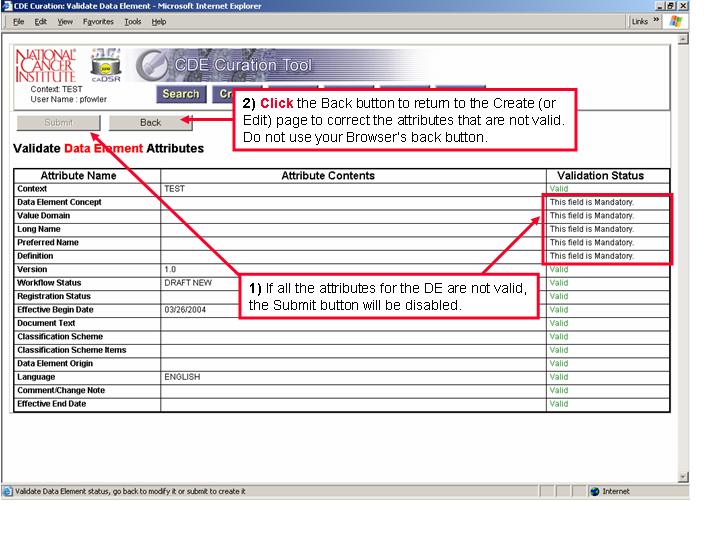 CDE Curation: Validate Data Element - Microsoft Internet Explorer
File Edit View Favorites Tools Help Links »
NATIONAL
CANCER
INSTITUTE
caDSR
CDE Curation Tool
Context: TEST
User Name : pfowler
Search Cr
2) Click the Back button to return to the Create (or
Edit) page to correct the attributes that are not valid.
Do not use your Browser's back button.
Submit Back
Validate Data Element Attributes
Attribute Name Attribute Contents Validation Status
Context TEST Valid
Data Element Concept This field is Mandatory.
Value Domain This field is Mandatory.
Long Name This field is Mandatory.
Preferred Name This field is Mandatory.
Definition This field is Mandatory.
Version 1.0 Valid
Workflow Status DRAFT NEW Valid
Registration Status Valid
Effective Begin Date 03/26/2004 Valid
Document Text Valid
Classification Scheme Valid
Classification Scheme Items Valid
Data Element Origin Valid
Language ENGLISH Valid
Comment/Change Note Valid
Effective End Date Valid
1) If all the attributes for the DE are not valid,
the Submit button will be disabled.
Validate Data Element status, go back to modify it or submit to create it Internet